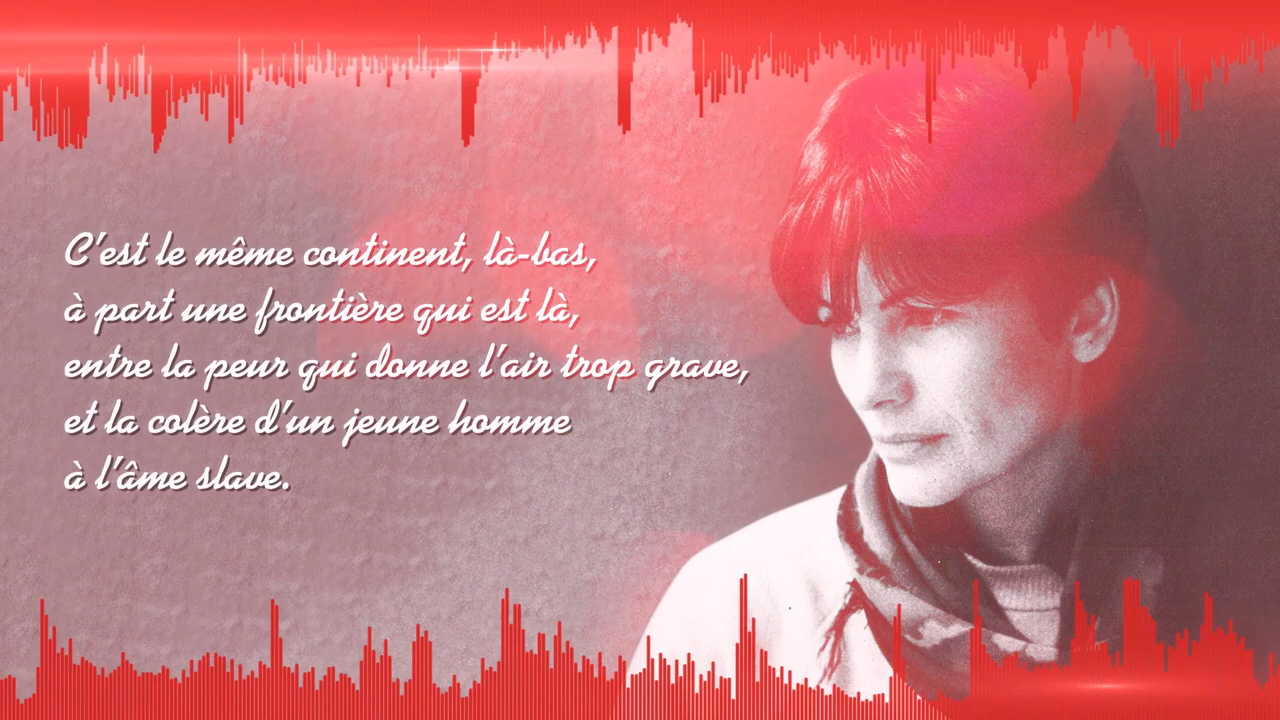 C'est le même continent, là-bas,
à part une frontière qui est là,
entre la peur qui donne l'air trop grave,
et la colère d'un jeune homme
à l'âme slave.